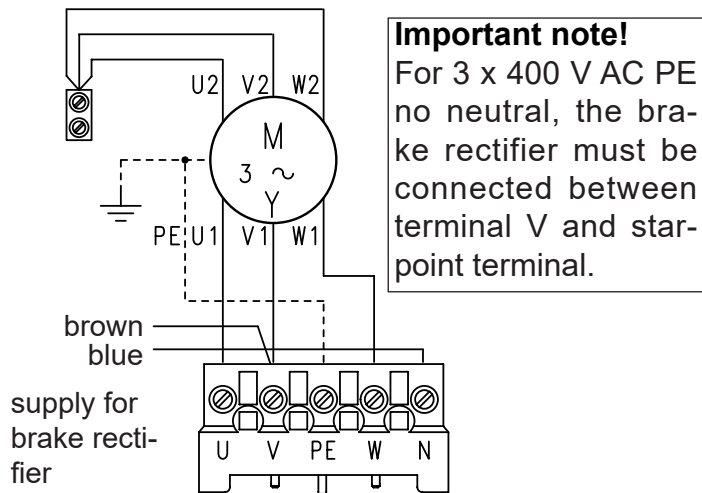 Important note!
For 3 x 400 V AC PE
no neutral, the bra-
ke rectifier must be
connected between
terminal V and star-
point terminal.
U2 V2 W2
M
3 ~
Y
PE U1 V1 W1
brown
blue
supply for
brake recti-
fier
U V PE W N